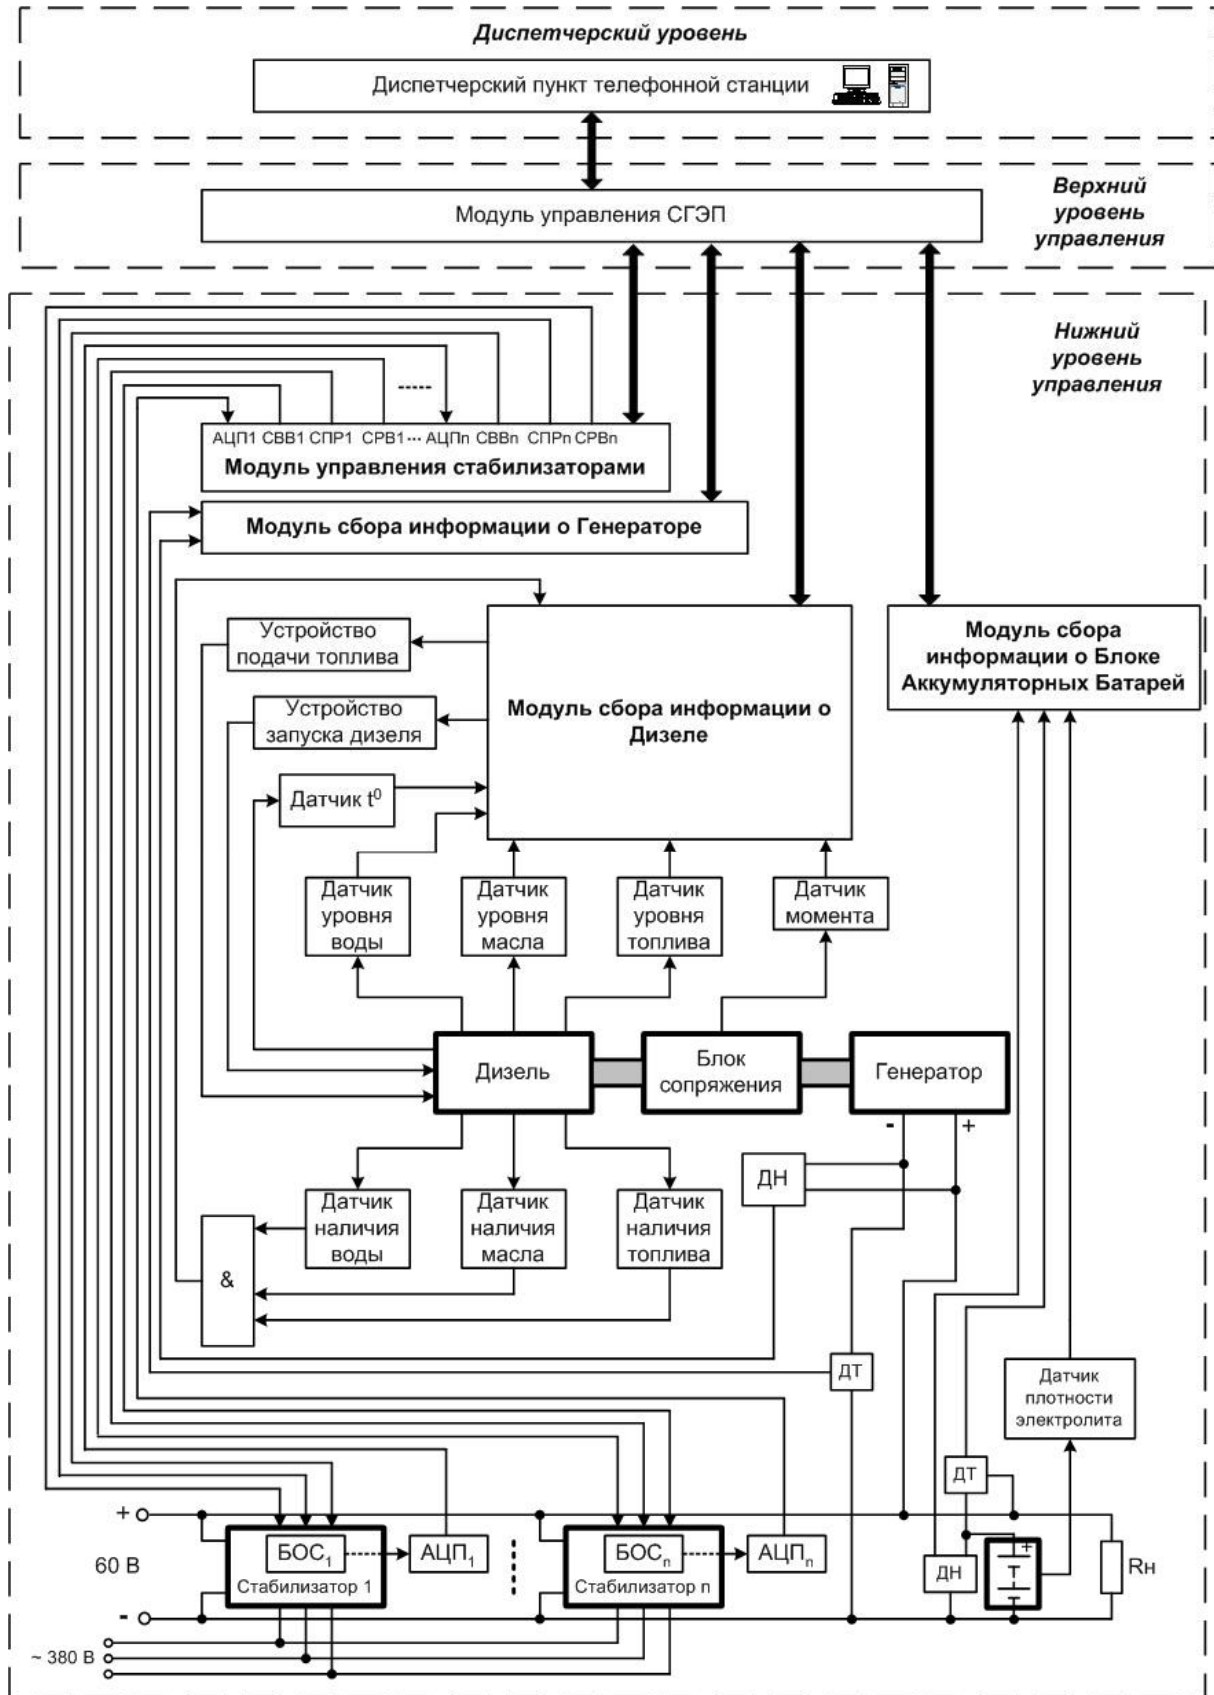 Диспетчерский уровень
Диспетчерский пункт телефонной станции
Верхний
уровень
управления
Модуль управления СГЭП
Нижний
уровень
управления
АЦП1 СВВ1 СПР1 СРВ1 ··· АЦПn СВВn СПРn СРВn
Модуль управления стабилизаторами
Модуль сбора информации о Генераторе
Устройство
подачи топлива
Модуль сбора
информации о Блоке
Аккумуляторных Батарей
Устройство
запуска дизеля
Модуль сбора информации о
Дизеле
Датчик t⁰
Датчик
уровня
воды
Датчик
уровня
масла
Датчик
уровня
топлива
Датчик
момента
Дизель
Блок
сопряжения
Генератор
- +
ДН
Датчик
наличия
воды
Датчик
наличия
масла
Датчик
наличия
топлива
&
ДТ
Датчик
плотности
электролита
ДТ
+
60 В
-
БОС₁
Стабилизатор 1
АЦП₁
БОСₙ
Стабилизатор n
АЦПₙ
ДН
+
Rн
~ 380 В